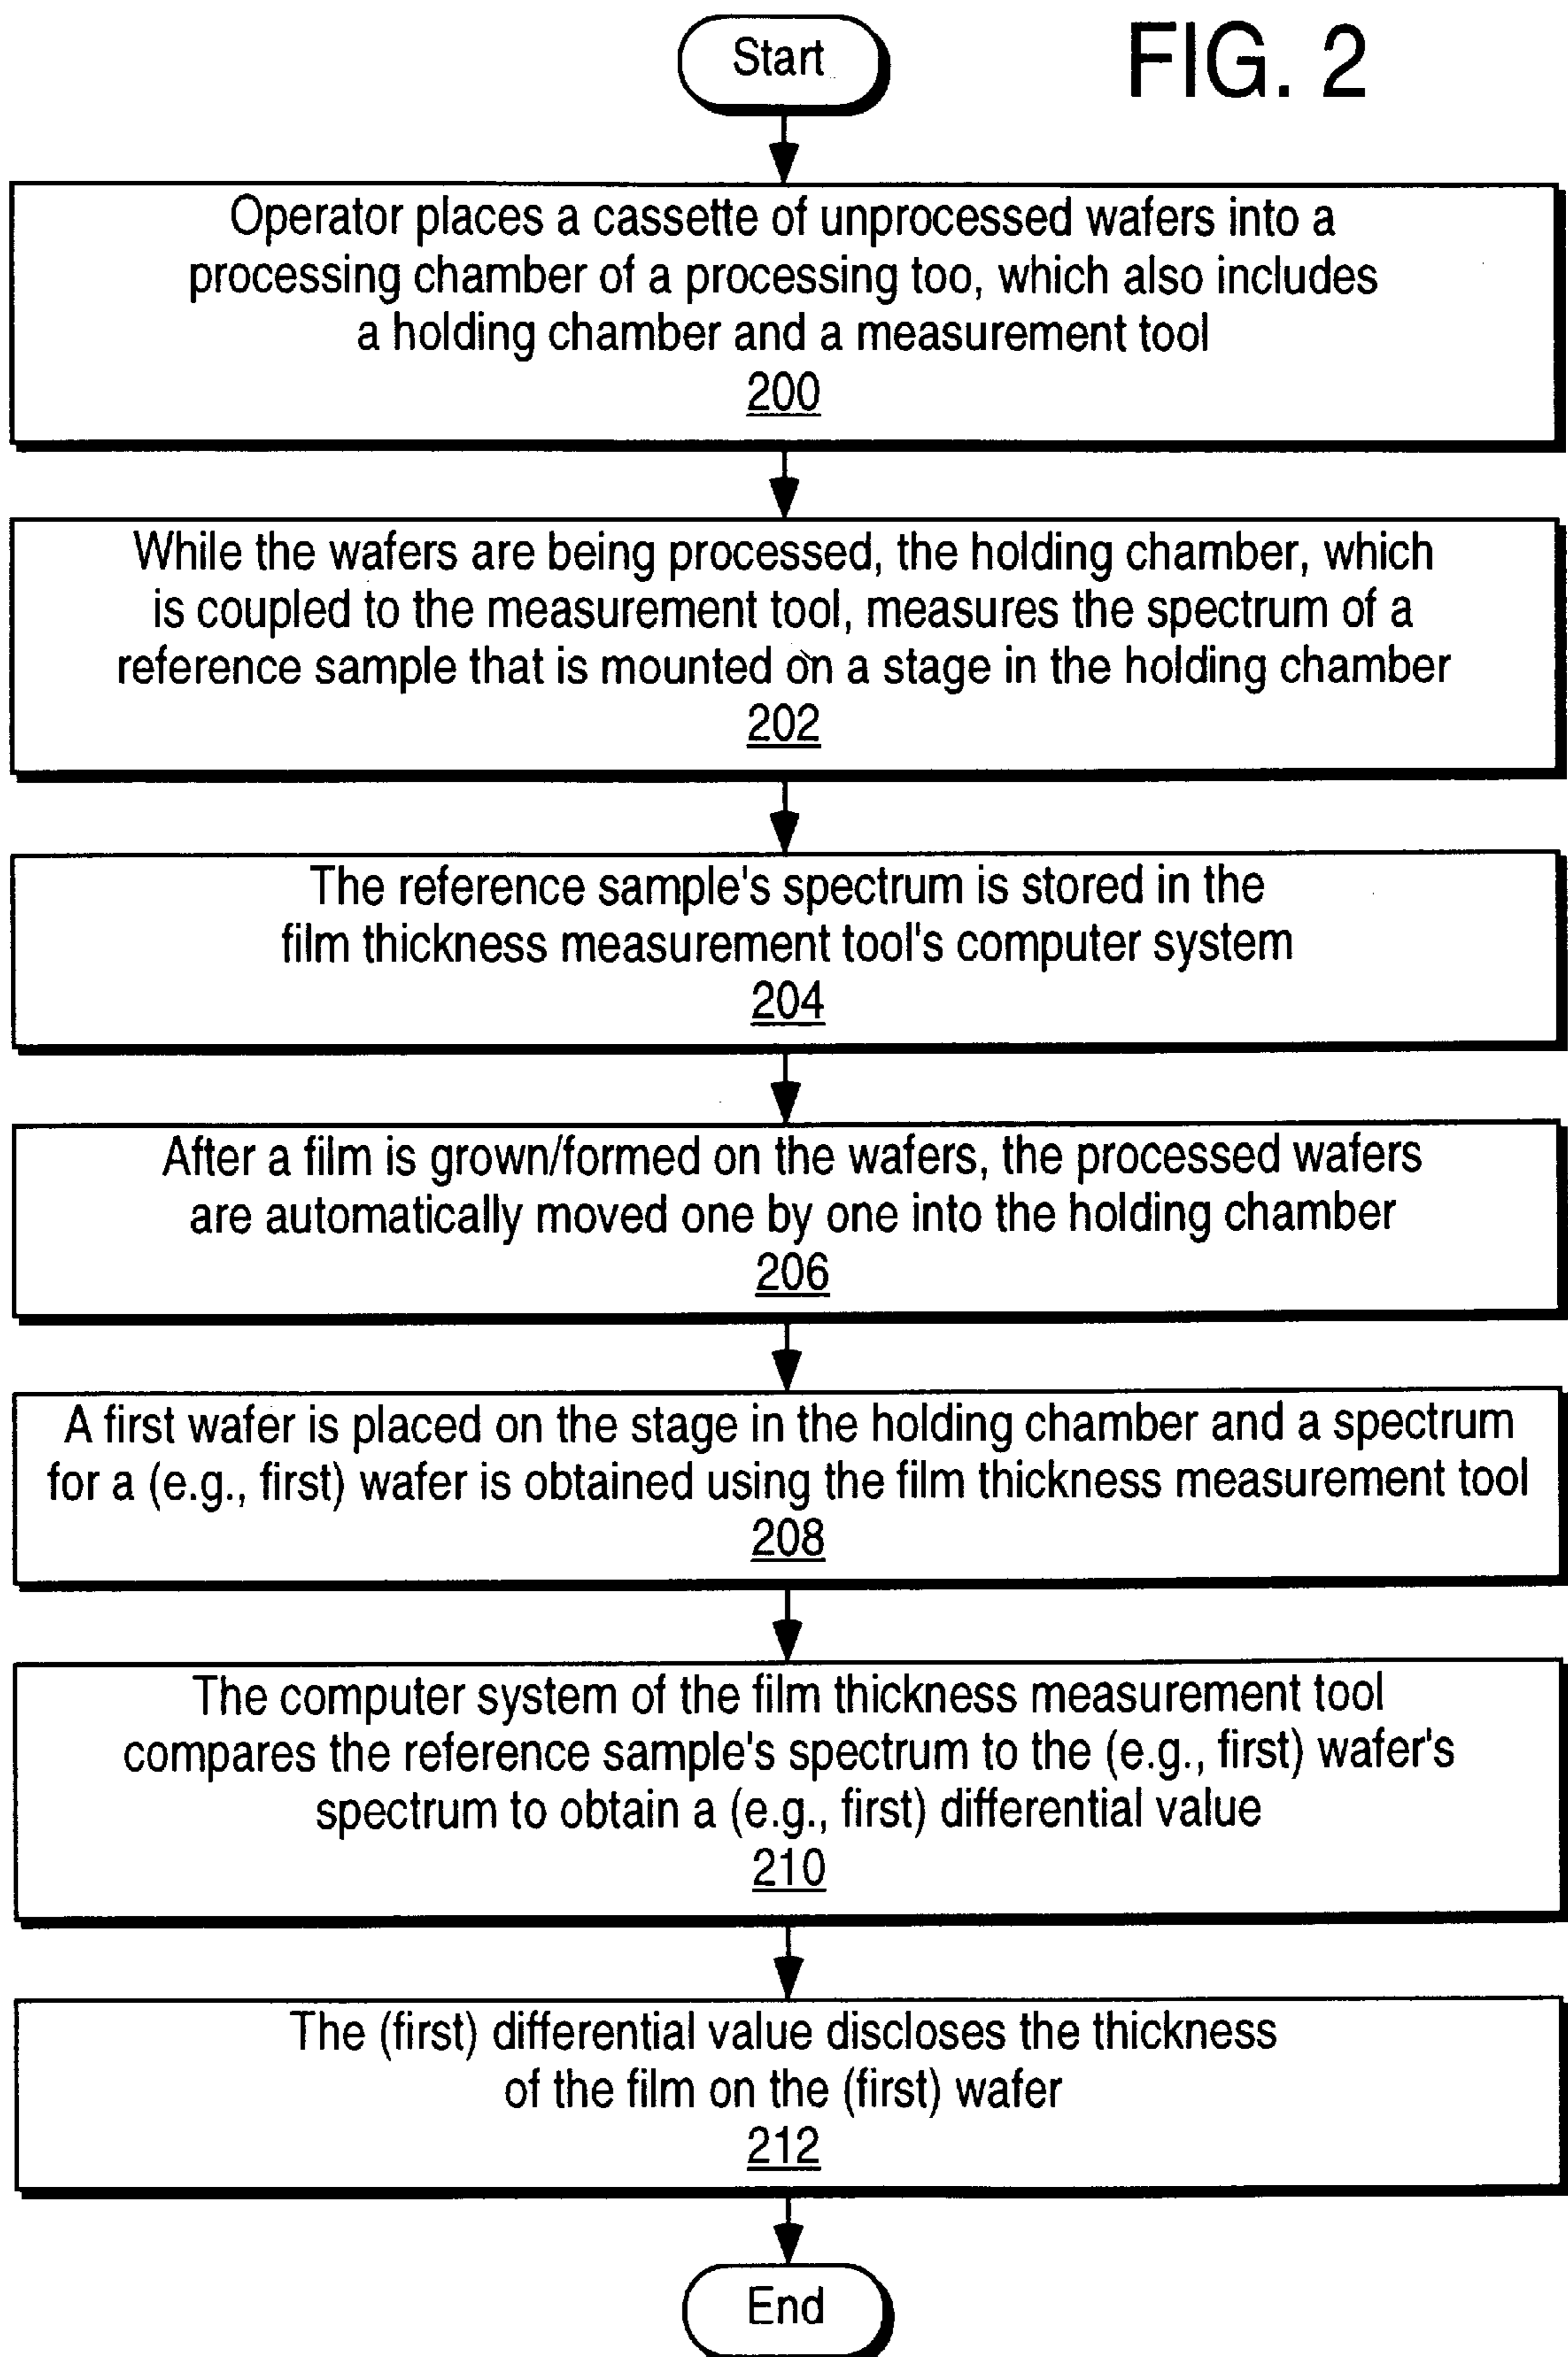 Start
FIG. 2
Operator places a cassette of unprocessed wafers into a
processing chamber of a processing too, which also includes
a holding chamber and a measurement tool
200
While the wafers are being processed, the holding chamber, which
is coupled to the measurement tool, measures the spectrum of a
reference sample that is mounted on a stage in the holding chamber
202
The reference sample's spectrum is stored in the
film thickness measurement tool's computer system
204
After a film is grown/formed on the wafers, the processed wafers
are automatically moved one by one into the holding chamber
206
A first wafer is placed on the stage in the holding chamber and a spectrum
for a (e.g., first) wafer is obtained using the film thickness measurement tool
208
The computer system of the film thickness measurement tool
compares the reference sample's spectrum to the (e.g., first) wafer's
spectrum to obtain a (e.g., first) differential value
210
The (first) differential value discloses the thickness
of the film on the (first) wafer
212
End